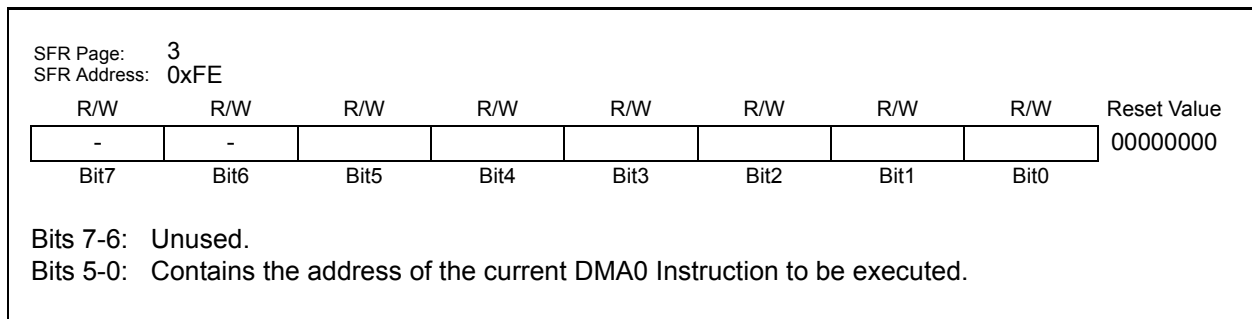 SFR Page: 3
SFR Address: 0xFE
R/W R/W R/W R/W R/W R/W R/W R/W Reset Value
- - 00000000
Bit7 Bit6 Bit5 Bit4 Bit3 Bit2 Bit1 Bit0
Bits 7-6: Unused.
Bits 5-0: Contains the address of the current DMA0 Instruction to be executed.